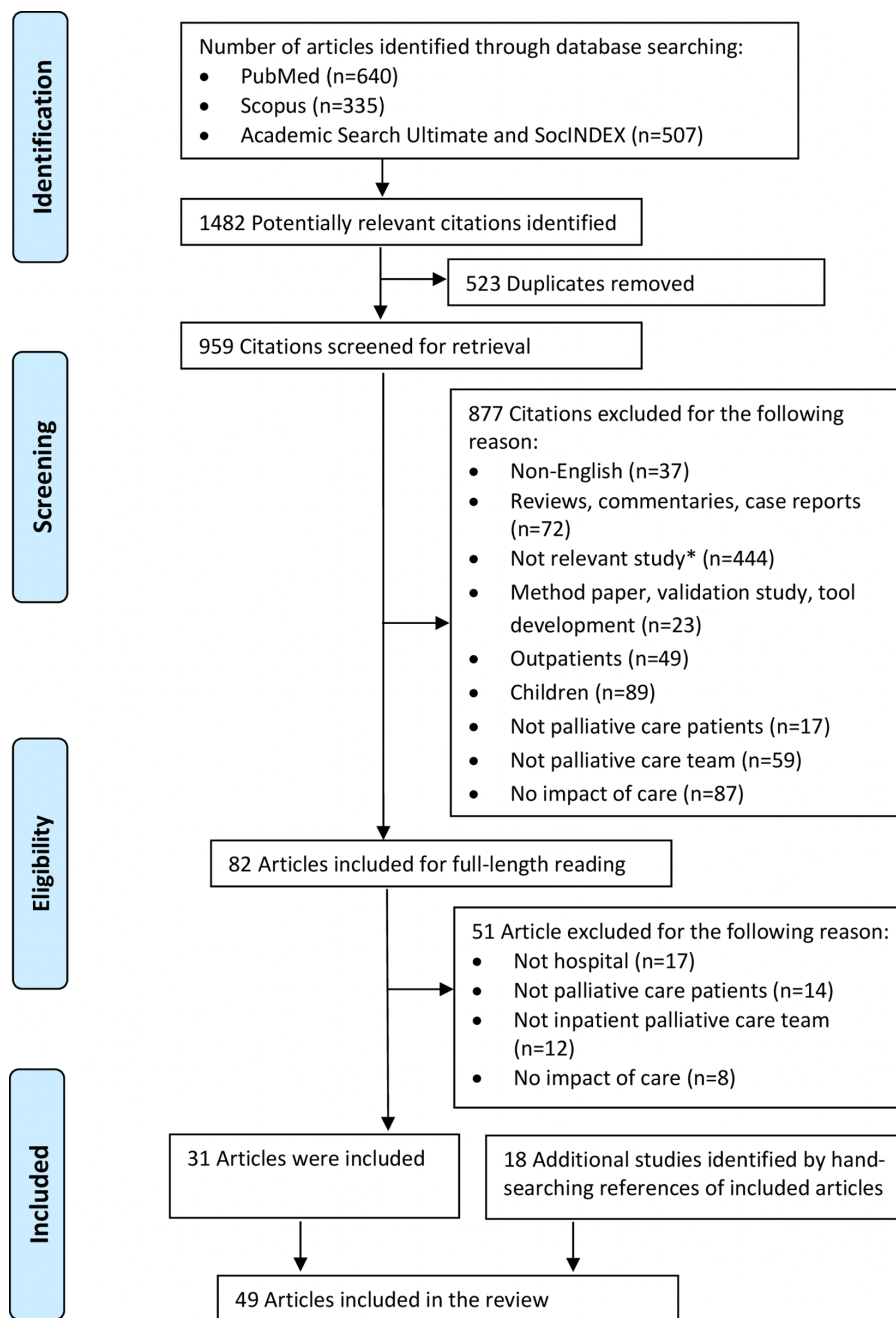 Identification
Number of articles identified through database searching:
• PubMed (n=640)
• Scopus (n=335)
• Academic Search Ultimate and SocINDEX (n=507)
1482 Potentially relevant citations identified
523 Duplicates removed
Screening
959 Citations screened for retrieval
877 Citations excluded for the following
reason:
• Non-English (n=37)
• Reviews, commentaries, case reports
(n=72)
• Not relevant study* (n=444)
• Method paper, validation study, tool
development (n=23)
• Outpatients (n=49)
• Children (n=89)
• Not palliative care patients (n=17)
• Not palliative care team (n=59)
• No impact of care (n=87)
Eligibility
82 Articles included for full-length reading
51 Article excluded for the following reason:
• Not hospital (n=17)
• Not palliative care patients (n=14)
• Not inpatient palliative care team
(n=12)
• No impact of care (n=8)
Included
31 Articles were included
18 Additional studies identified by hand-
searching references of included articles
49 Articles included in the review